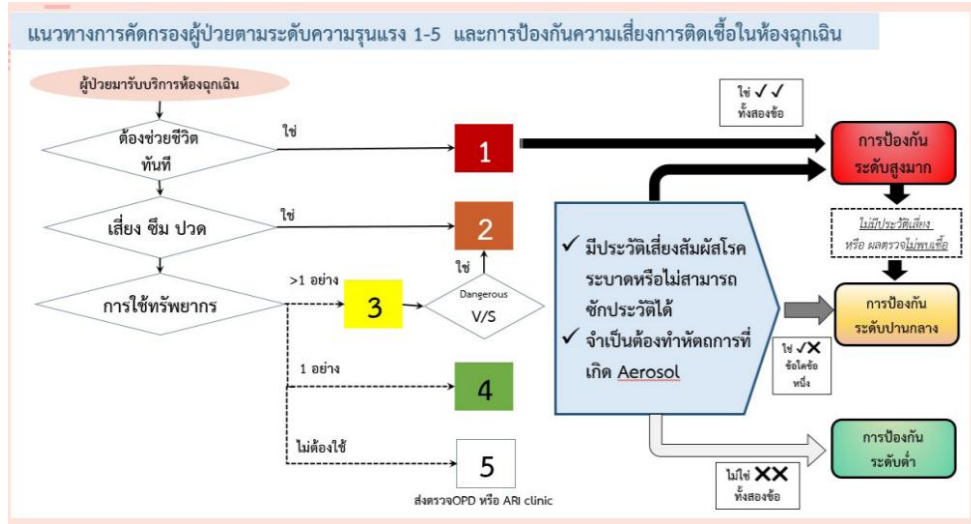 แนวทางการคัดกรองผู้ป่วยตามระดับความรุนแรง 1-5 และการป้องกันความเสี่ยงการติดเชื้อในห้องฉุกเฉิน
ผู้ป่วยมารับบริการห้องฉุกเฉิน
ต้องช่วยชีวิต
ทันที
ใช่
1
เสี่ยง ซึม ปวด
ใช่
2
การใช้ทรัพยากร
>1 อย่าง
3
ใช่
Dangerous
V/S
1 อย่าง
4
ไม่ต้องใช้
5
ส่งตรวจOPD หรือ ARI clinic
ใช่ ✓ ✓
ทั้งสองข้อ
✓ มีประวัติเสี่ยงสัมผัสโรค
ระบาดหรือไม่สามารถ
ซักประวัติได้
✓ จำเป็นต้องทำหัตถการที่
เกิด Aerosol
การป้องกัน
ระดับสูงมาก
ไม่มีประวัติเสี่ยง
หรือ ผลตรวจไม่พบเชื้อ
การป้องกัน
ระดับปานกลาง
ใช่ ✓✕
ข้อใดข้อ
หนึ่ง
การป้องกัน
ระดับต่ำ
ไม่ใช่ ✕✕
ทั้งสองข้อ